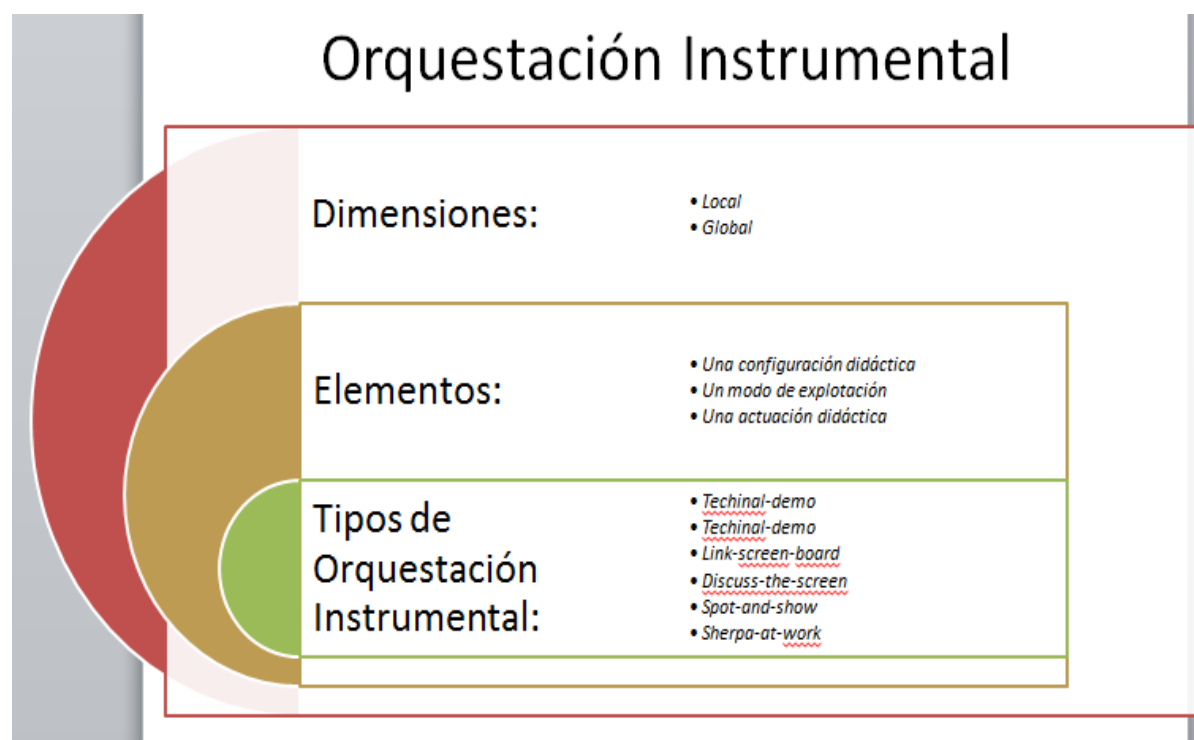 Orquestación Instrumental
Dimensiones:
• Local
• Global
Elementos:
• Una configuración didáctica
• Un modo de explotación
• Una actuación didáctica
Tipos de
Orquestación
Instrumental:
• Techinal-demo
• Techinal-demo
• Link-screen-board
• Discuss-the-screen
• Spot-and-show
• Sherpa-at-work